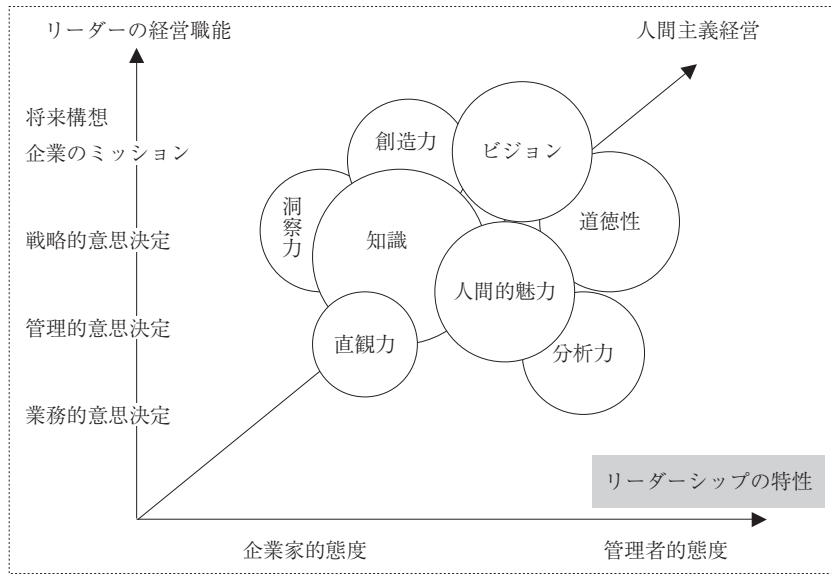 リーダーの経営職能
人間主義経営
将来構想
企業のミッション
創造力
ビジョン
洞察力
知識
道徳性
戦略的意思決定
人間的魅力
管理的意思決定
直観力
分析力
業務的意思決定
リーダーシップの特性
企業家的態度
管理者的態度